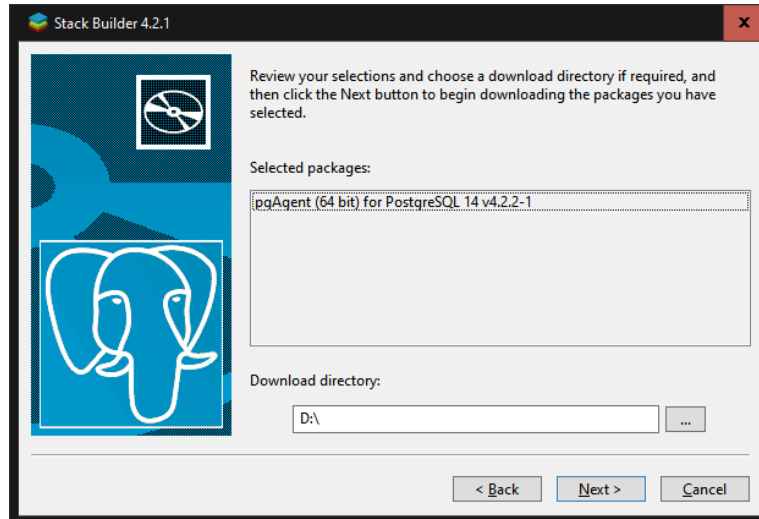 Stack Builder 4.2.1
x
Review your selections and choose a download directory if required, and
then click the Next button to begin downloading the packages you have
selected.
Selected packages:
pgAgent (64 bit) for PostgreSQL 14 v4.2.2-1
Download directory:
D:\
...
< Back
Next >
Cancel